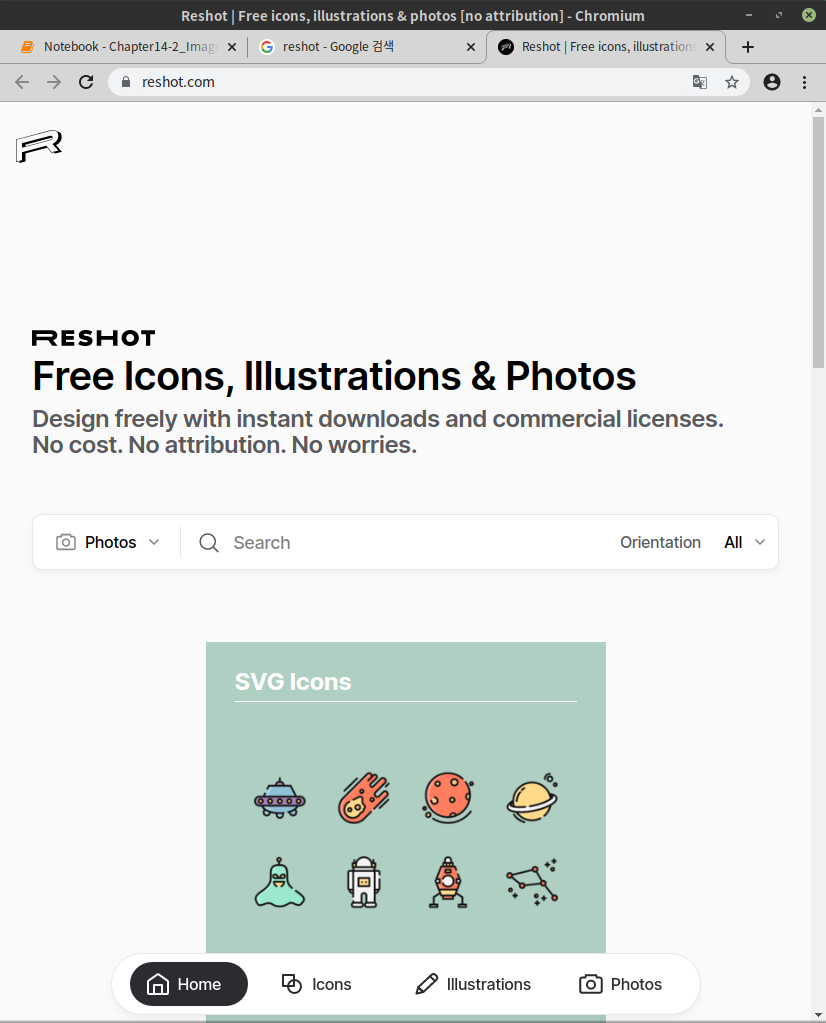 Reshot | Free icons, illustrations & photos [no attribution] - Chromium
Notebook - Chapter14-2_Imag
reshot - Google 검색
Reshot | Free icons, illustrations
reshot.com
RESHOT
Free Icons, Illustrations & Photos
Design freely with instant downloads and commercial licenses.
No cost. No attribution. No worries.
Photos Search Orientation All
SVG Icons
Home Icons Illustrations Photos